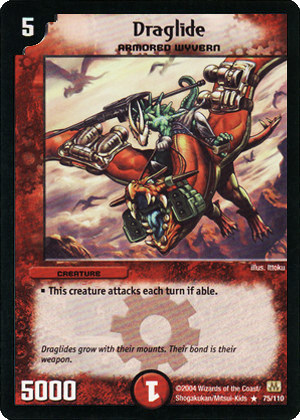 5
Draglide
ARMORED WYVERN
illus. Ittoku
CREATURE
▪ This creature attacks each turn if able.
Draglides grow with their mounts. Their bond is their
weapon.
5000
1
©2004 Wizards of the Coast/
Shogakukan/Mitsui-Kids ★ 75/110